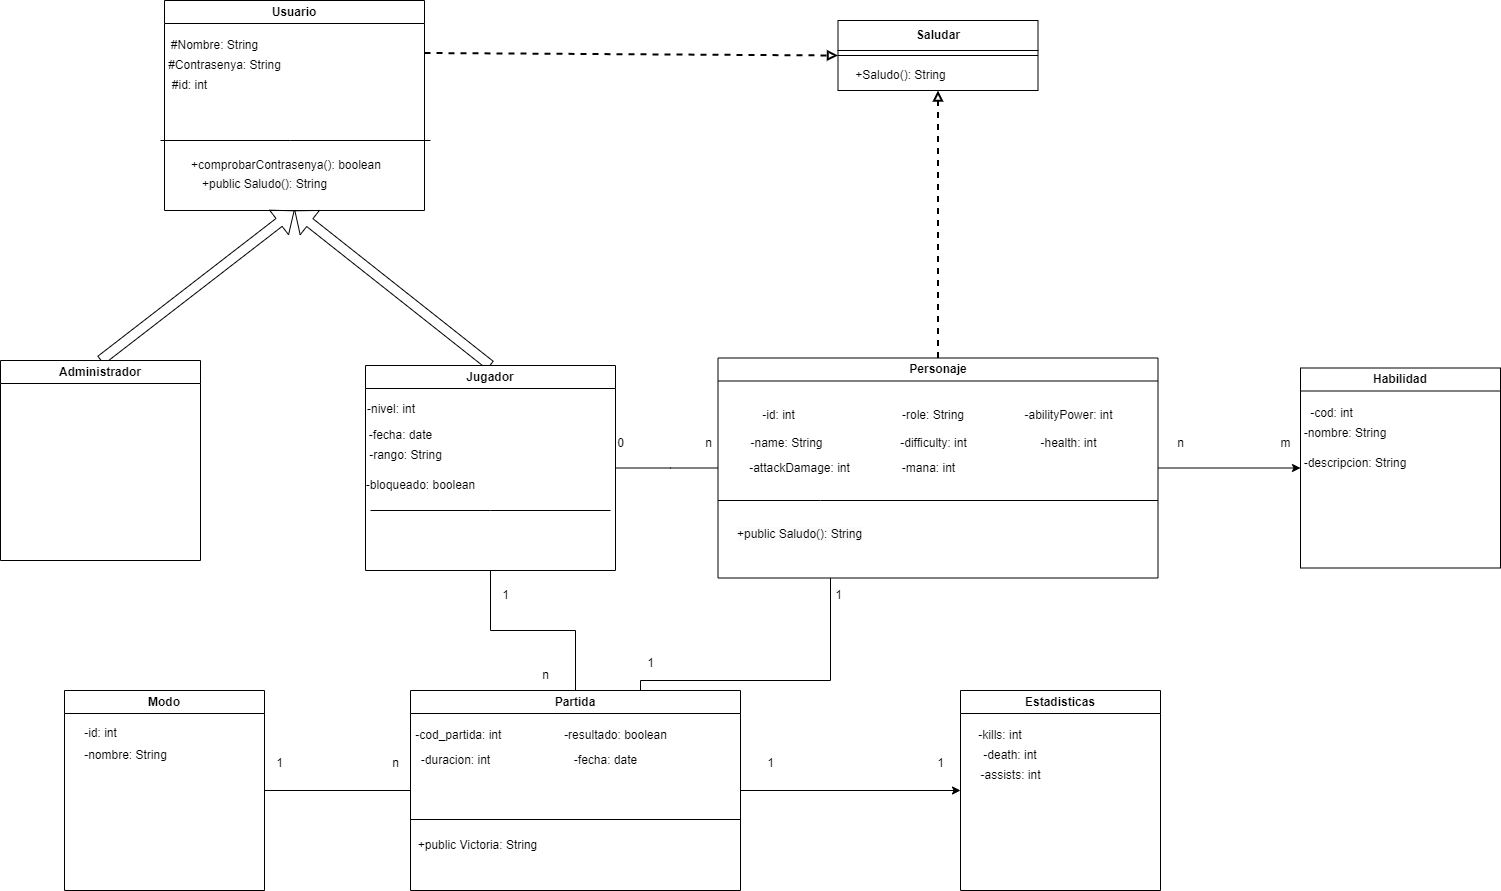 Usuario
#Nombre: String
#Contrasenya: String
#id: int
+comprobarContrasenya(): boolean
+public Saludo(): String
Saludar
+Saludo(): String
Administrador
Jugador
-nivel: int
-fecha: date
-rango: String
-bloqueado: boolean
0
n
Personaje
-id: int
-role: String
-abilityPower: int
-name: String
-difficulty: int
-health: int
-attackDamage: int
-mana: int
+public Saludo(): String
n
m
Habilidad
-cod: int
-nombre: String
-descripcion: String
1
n
1
1
Modo
-id: int
-nombre: String
1
n
Partida
-cod_partida: int
-resultado: boolean
-duracion: int
-fecha: date
+public Victoria: String
1
1
Estadisticas
-kills: int
-death: int
-assists: int